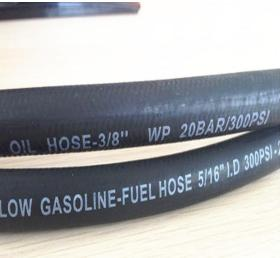 OIL HOSE-3/8" WP 20BAR/300PSI
LOW GASOLINE-FUEL HOSE 5/16" I.D 300PSI-